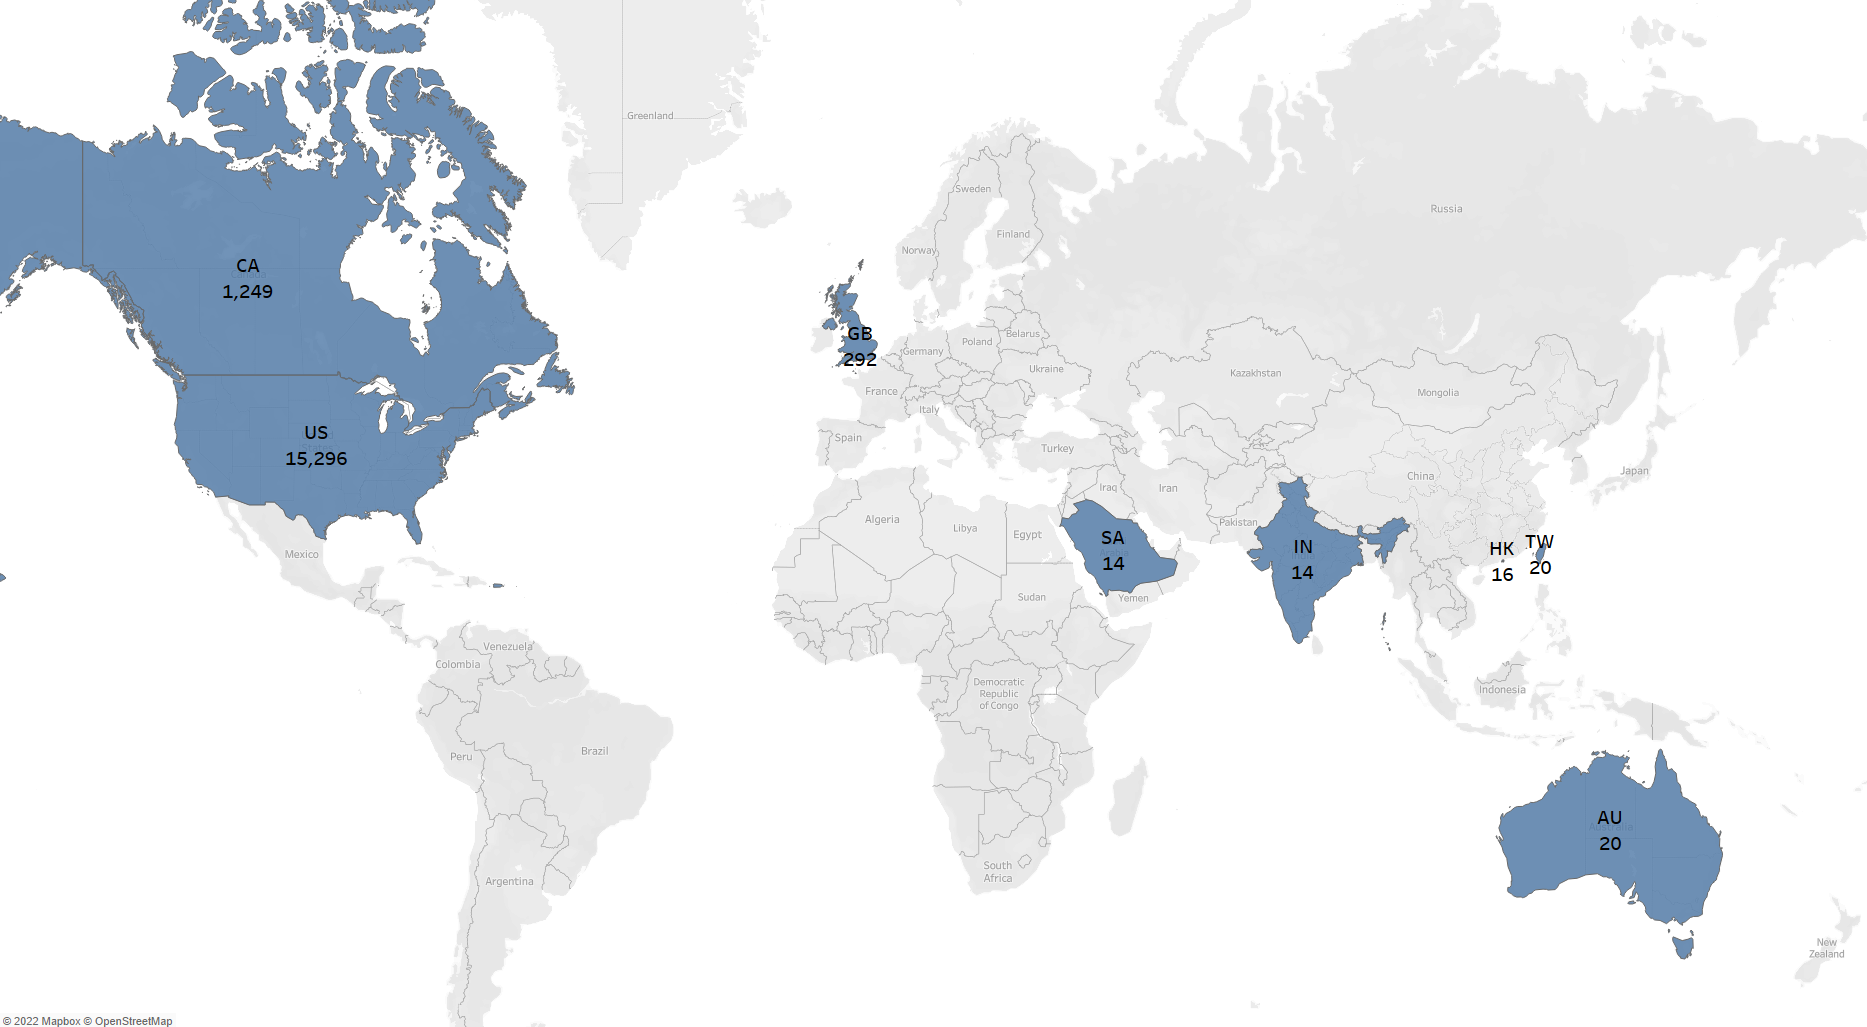 Greenland
Sweden
Russia
Finland
Norway
CA
1,249
GB
292
Belarus
Poland
Germany
Ukraine
Kazakhstan
France
Mongolia
Italy
US
15,296
Spain
Turkey
Japan
China
Iraq
Iran
Algeria
Libya
Egypt
Pakistan
SA
14
IN
14
HK
16
TW
20
Mexico
Sudan
Yemen
Venezuela
Colombia
Democratic
Republic
of Congo
Indonesia
Brazil
Peru
AU
Australia
20
South
Africa
Argentina
New
Zealand
© 2022 Mapbox © OpenStreetMap